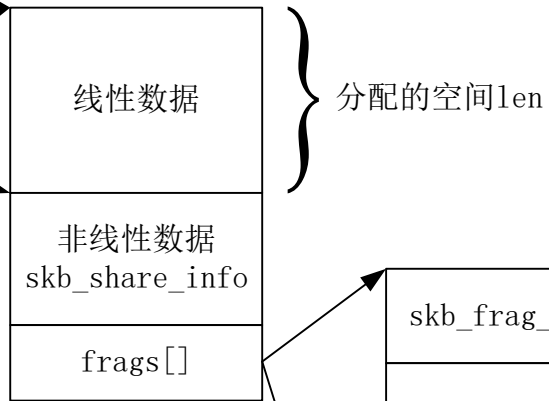 线性数据
分配的空间len
非线性数据
skb_share_info
frags[]
skb_frag_